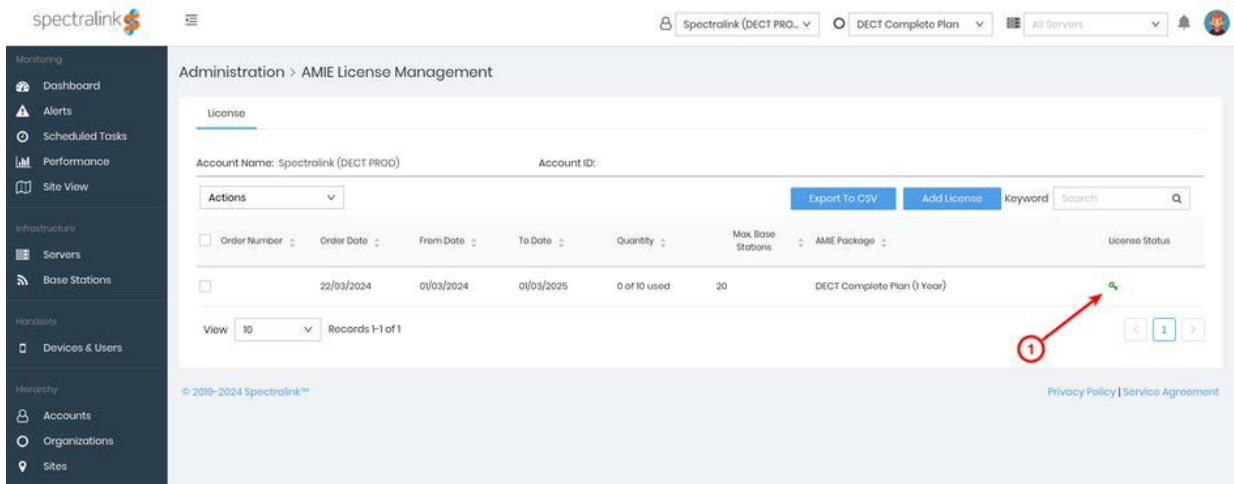 spectralink
Spectralink (DECT PRO...
DECT Complete Plan
All Servers
Monitoring
Dashboard
Alerts
Scheduled Tasks
Performance
Site View
Infrastructure
Servers
Base Stations
Handsets
Devices & Users
Hierarchy
Accounts
Organizations
Sites
Administration > AMIE License Management
License
Account Name: Spectralink (DECT PROD) Account ID:
Actions Export To CSV Add License Keyword Search
Order Number Order Date From Date To Date Quantity Max. Base Stations AMIE Package License Status
22/03/2024 01/03/2024 01/03/2025 0 of 10 used 20 DECT Complete Plan (1 Year)
1
View 10 Records 1-1 of 1 < 1 >
© 2019-2024 Spectralink™ Privacy Policy | Service Agreement